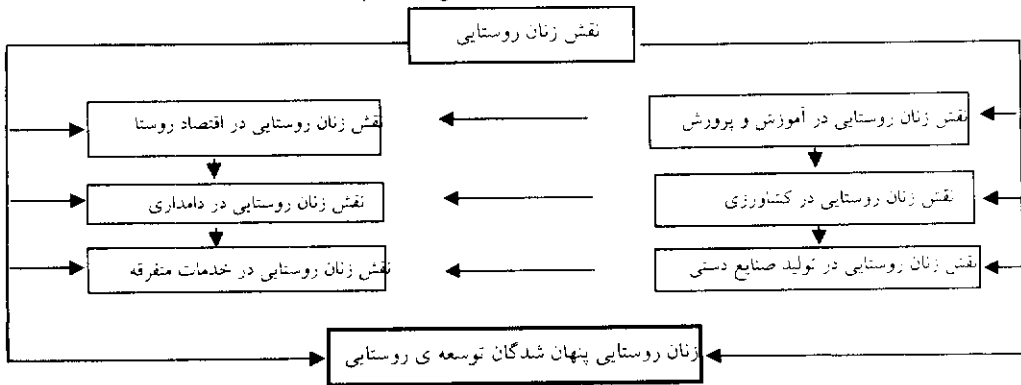 نقش زنان روستایی
نقش زنان روستایی در آموزش و پرورش
نقش زنان روستایی در اقتصاد روستا
نقش زنان روستایی در کشاورزی
نقش زنان روستایی در دامداری
نقش زنان روستایی در تولید صنایع دستی
نقش زنان روستایی در خدمات متفرقه
زنان روستایی پنهان شدگان توسعه ی روستایی